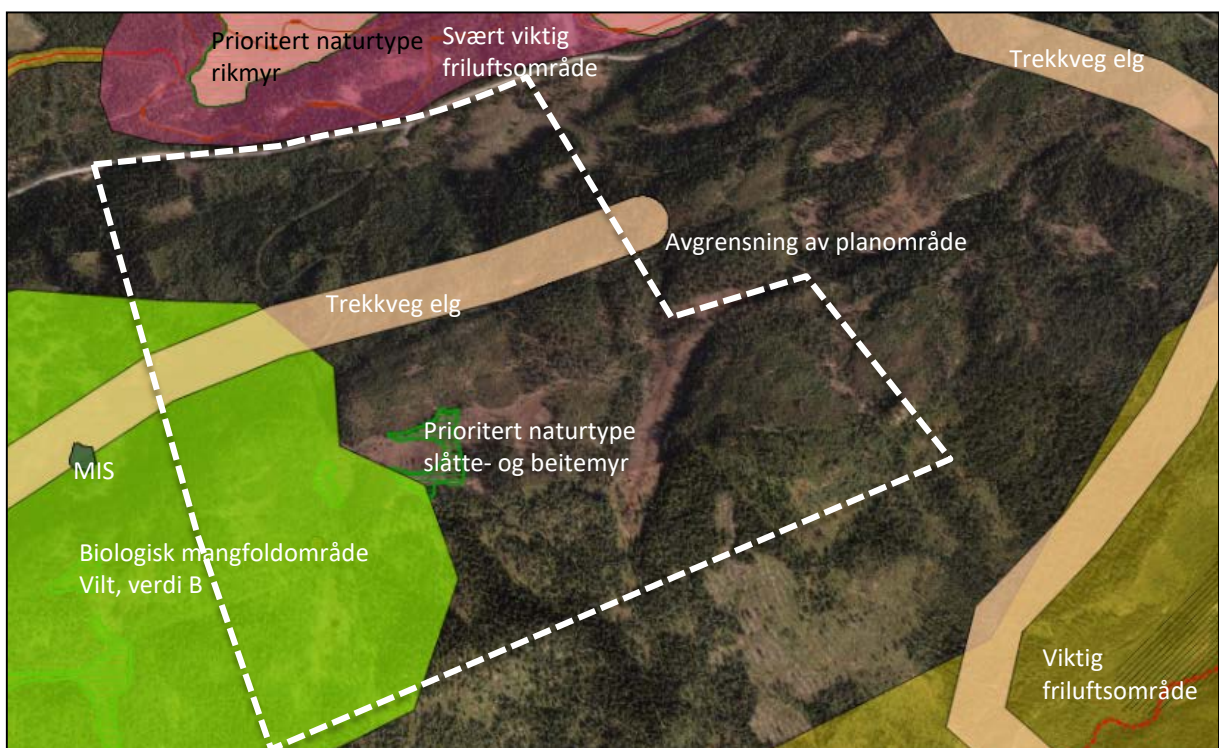 Prioritert naturtype
rikmyr
Svært viktig
friluftsområde
Trekkveg elg
Avgrensning av planområde
Trekkveg elg
Prioritert naturtype
slåtte- og beitemyr
MIS
Biologisk mangfoldområde
Vilt, verdi B
Viktig
friluftsområde